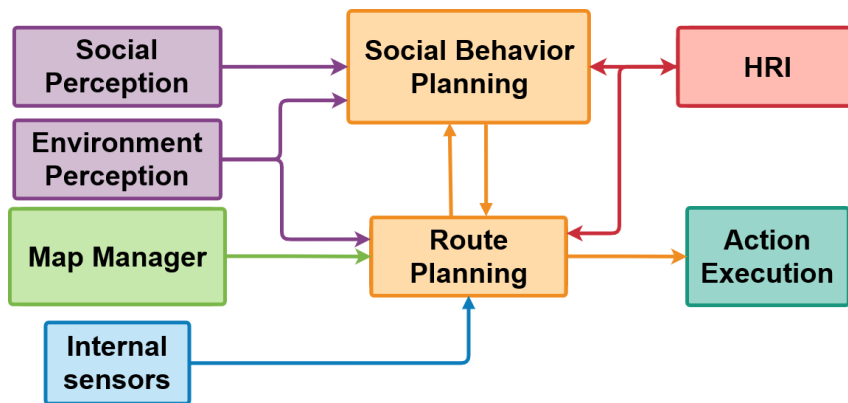 Social
Perception
Social Behavior
Planning
HRI
Environment
Perception
Map Manager
Route
Planning
Action
Execution
Internal
sensors